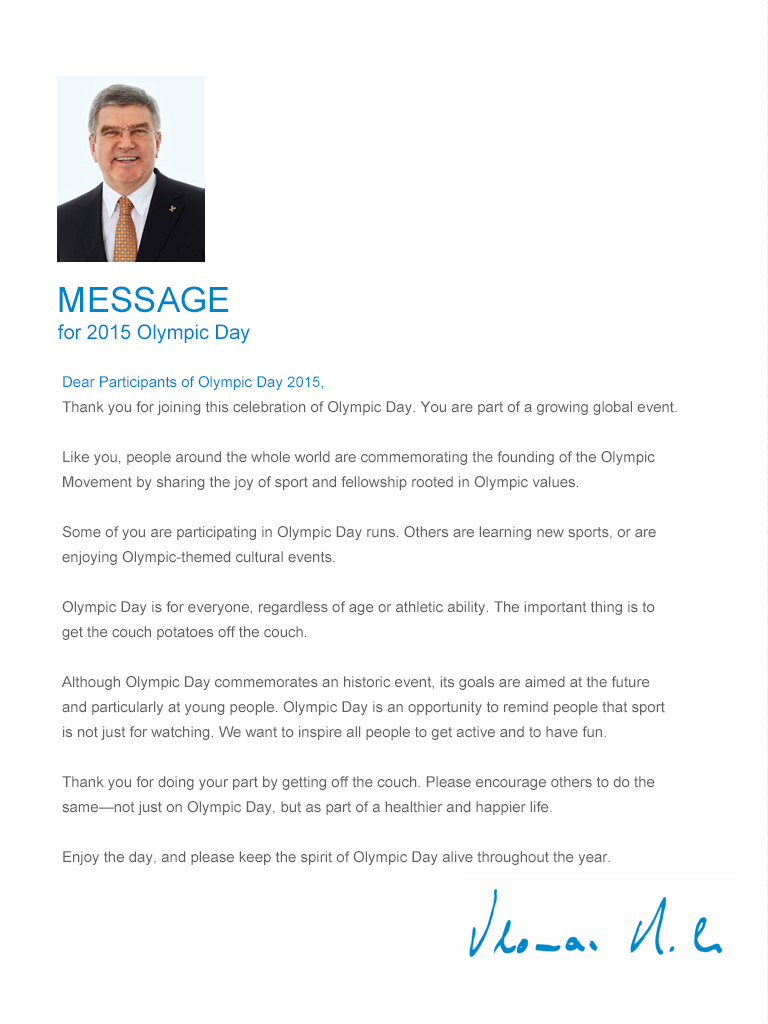 MESSAGE
for 2015 Olympic Day
Dear Participants of Olympic Day 2015,
Thank you for joining this celebration of Olympic Day. You are part of a growing global event.
Like you, people around the whole world are commemorating the founding of the Olympic
Movement by sharing the joy of sport and fellowship rooted in Olympic values.
Some of you are participating in Olympic Day runs. Others are learning new sports, or are
enjoying Olympic-themed cultural events.
Olympic Day is for everyone, regardless of age or athletic ability. The important thing is to
get the couch potatoes off the couch.
Although Olympic Day commemorates an historic event, its goals are aimed at the future
and particularly at young people. Olympic Day is an opportunity to remind people that sport
is not just for watching. We want to inspire all people to get active and to have fun.
Thank you for doing your part by getting off the couch. Please encourage others to do the
same—not just on Olympic Day, but as part of a healthier and happier life.
Enjoy the day, and please keep the spirit of Olympic Day alive throughout the year.
Thomas